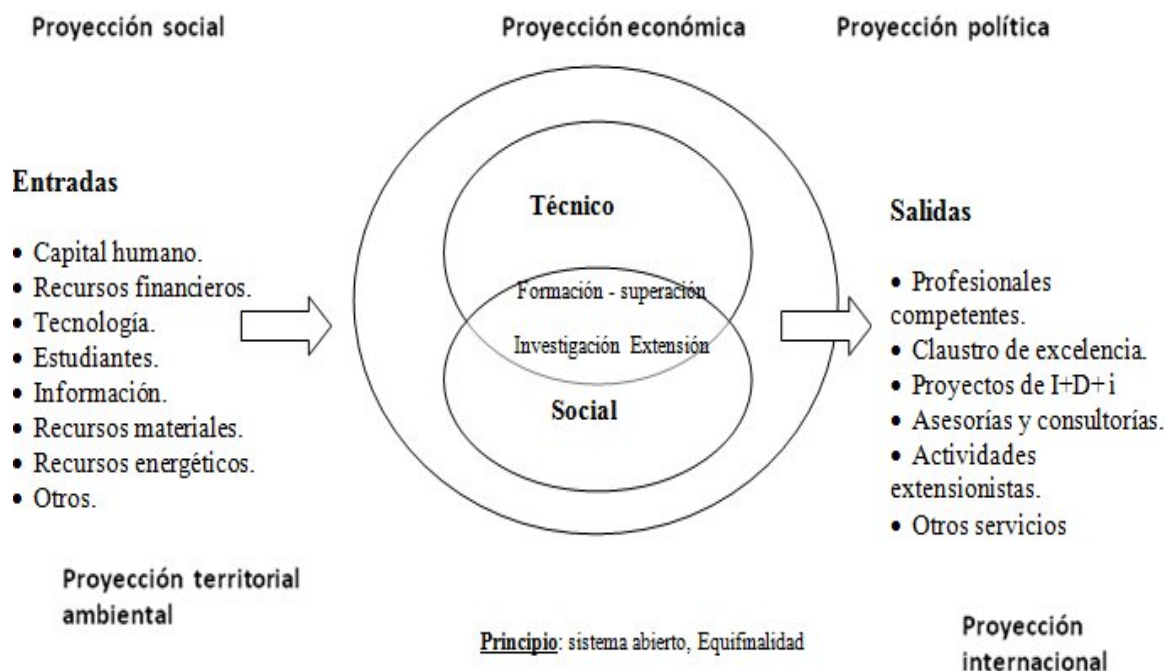 Proyección social
Proyección económica
Proyección política
Entradas
• Capital humano.
• Recursos financieros.
• Tecnología.
• Estudiantes.
• Información.
• Recursos materiales.
• Recursos energéticos.
• Otros.
Técnico
Formación - superación
Investigación Extensión
Social
Salidas
• Profesionales
competentes.
• Claustro de excelencia.
• Proyectos de I+D+i
• Asesorías y consultorías.
• Actividades
extensionistas.
• Otros servicios
Proyección territorial
ambiental
Principio: sistema abierto, Equifinalidad
Proyección
internacional